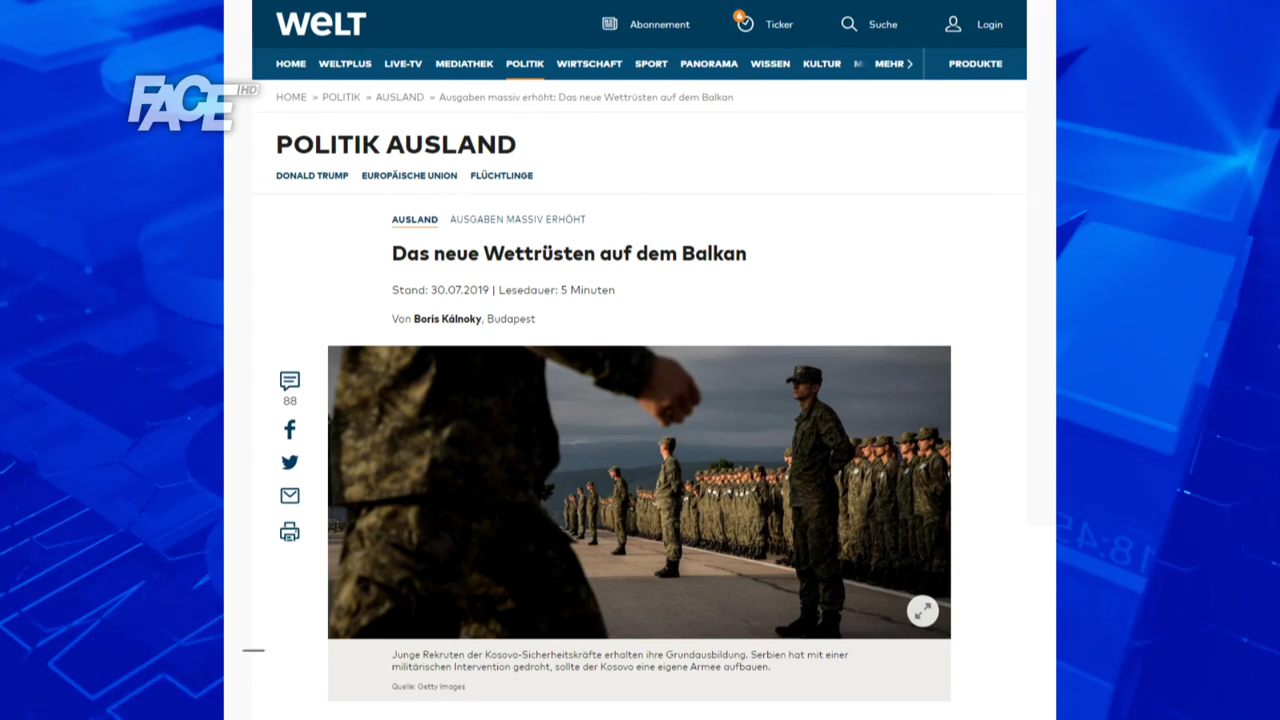 WELT
Abonnement
4
Ticker
Suche
Login
HOME WELTPLUS LIVE-TV MEDIATHEK POLITIK WIRTSCHAFT SPORT PANORAMA WISSEN KULTUR M MEHR PRODUKTE
FACE HD
HOME » POLITIK » AUSLAND » Ausgaben massiv erhöht: Das neue Wettrüsten auf dem Balkan
POLITIK AUSLAND
DONALD TRUMP EUROPÄISCHE UNION FLÜCHTLINGE
AUSLAND AUSGABEN MASSIV ERHÖHT
Das neue Wettrüsten auf dem Balkan
Stand: 30.07.2019 | Lesedauer: 5 Minuten
Von Boris Kálnoky, Budapest
88
18:45
Junge Rekruten der Kosovo-Sicherheitskräfte erhalten ihre Grundausbildung. Serbien hat mit einer
militärischen Intervention gedroht, sollte der Kosovo eine eigene Armee aufbauen.
Quelle: Getty Images